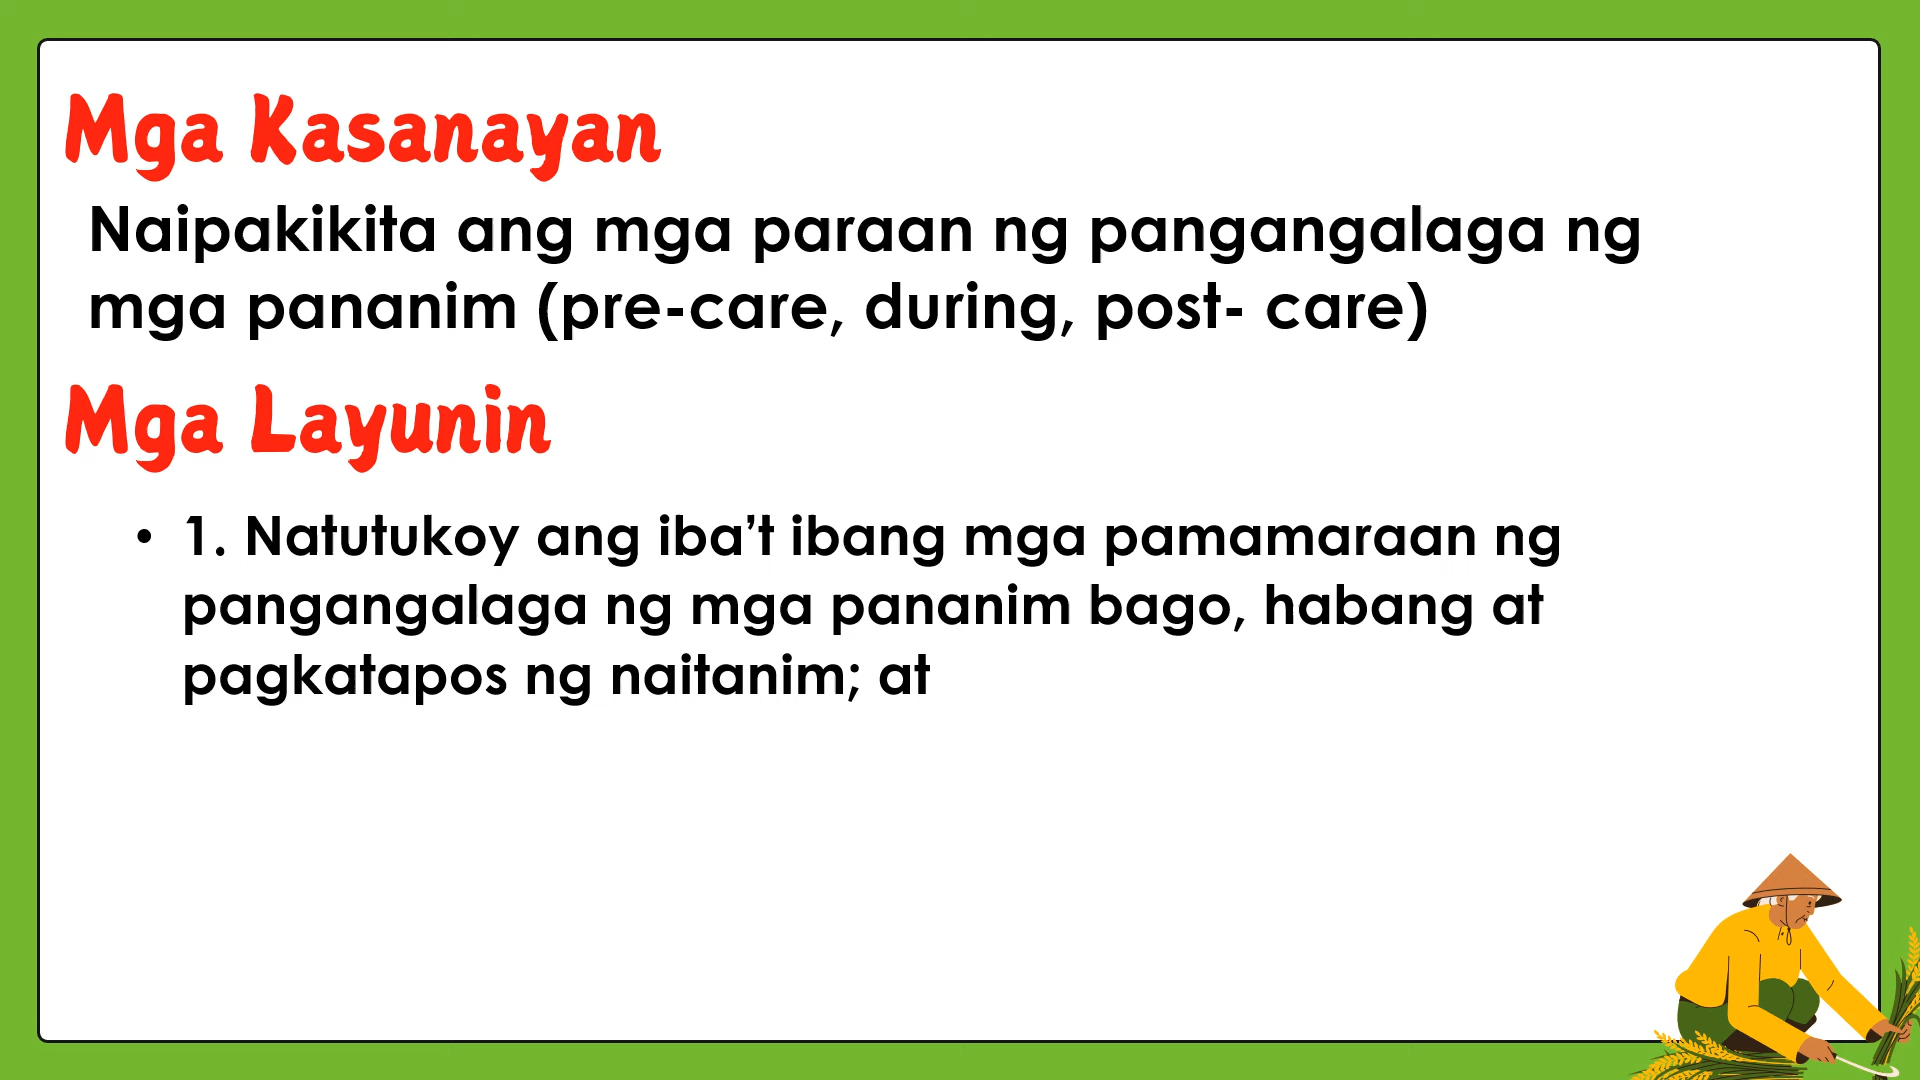 Mga Kasanayan
Naipakikita ang mga paraan ng pangangalaga ng
mga pananim (pre-care, during, post- care)
Mga Layunin
• 1. Natutukoy ang iba’t ibang mga pamamaraan ng
pangangalaga ng mga pananim bago, habang at
pagkatapos ng naitanim; at